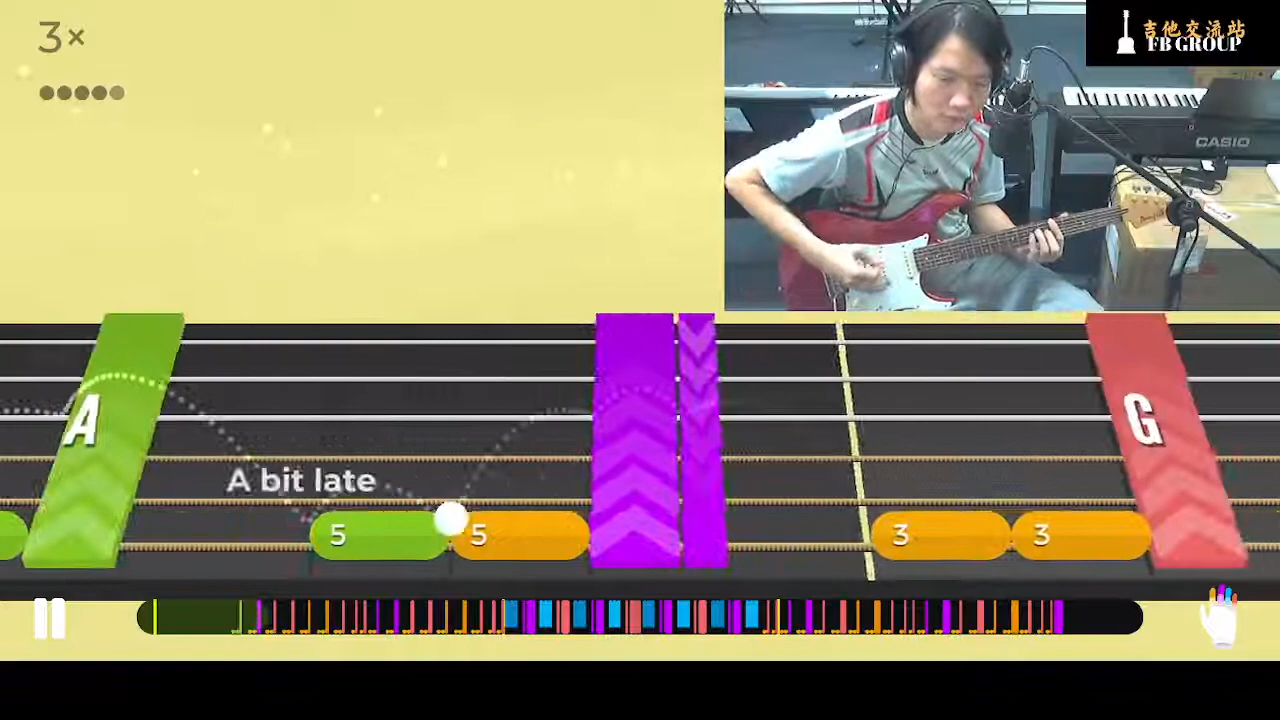 3×
吉他交流站
FB GROUP
CASIO
A
G
A bit late
5
5
3
3